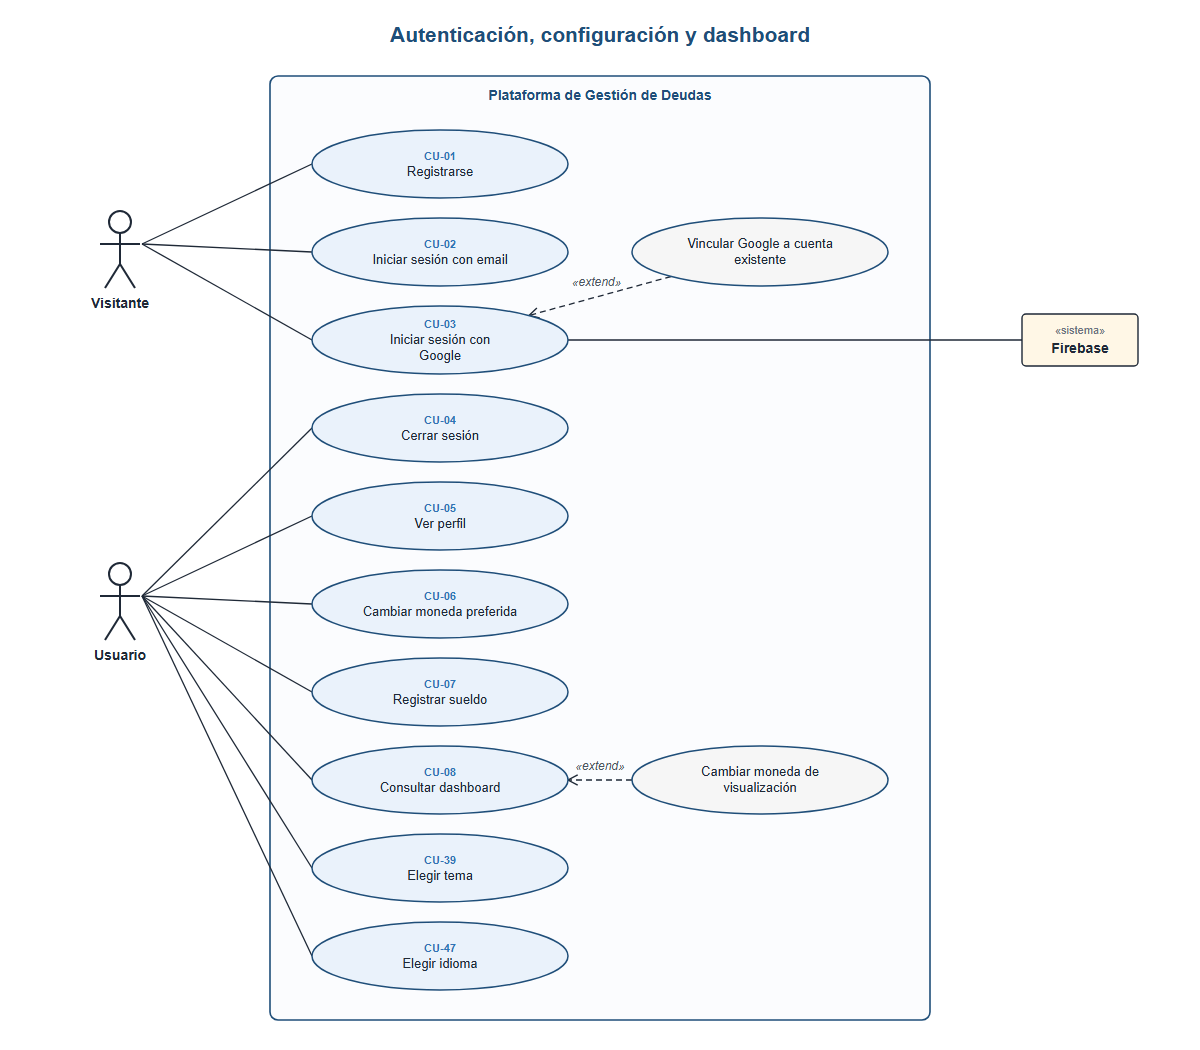 Autenticación, configuración y dashboard
Plataforma de Gestión de Deudas
CU-01
Registrarse
Visitante
CU-02
Iniciar sesión con email
Vincular Google a cuenta
existente
«extend»
CU-03
Iniciar sesión con
Google
«sistema»
Firebase
CU-04
Cerrar sesión
CU-05
Ver perfil
Usuario
CU-06
Cambiar moneda preferida
CU-07
Registrar sueldo
CU-08
Consultar dashboard
«extend»
Cambiar moneda de
visualización
CU-39
Elegir tema
CU-47
Elegir idioma